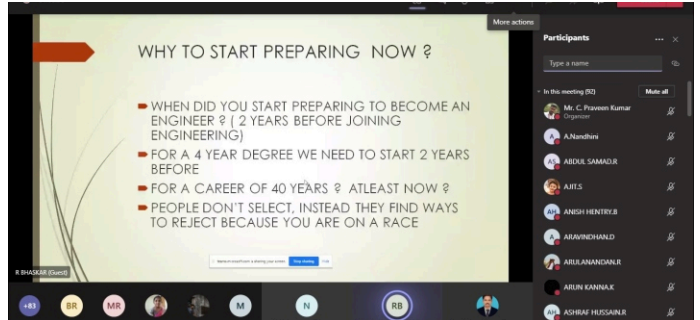 More actions
WHY TO START PREPARING NOW ?
WHEN DID YOU START PREPARING TO BECOME AN
ENGINEER ? ( 2 YEARS BEFORE JOINING
ENGINEERING)
FOR A 4 YEAR DEGREE WE NEED TO START 2 YEARS
BEFORE
FOR A CAREER OF 40 YEARS ? ATLEAST NOW ?
PEOPLE DON'T SELECT, INSTEAD THEY FIND WAYS
TO REJECT BECAUSE YOU ARE ON A RACE
Stop sharing
Hide
R BHASKAR (Guest)
+83
BR
MR
M
N
RB
Participants
Type a name
In this meeting (92)
Mute all
Mr. C. Praveen Kumar
Organizer
A
A.Nandhini
AS
ABDUL SAMAD.R
AJIT.S
AH
ANISH HENTRY.B
A
ARAVINDHAN.D
ARULANANDAN.R
ARUN KANNA.K
AH
ASHRAF HUSSAIN.R